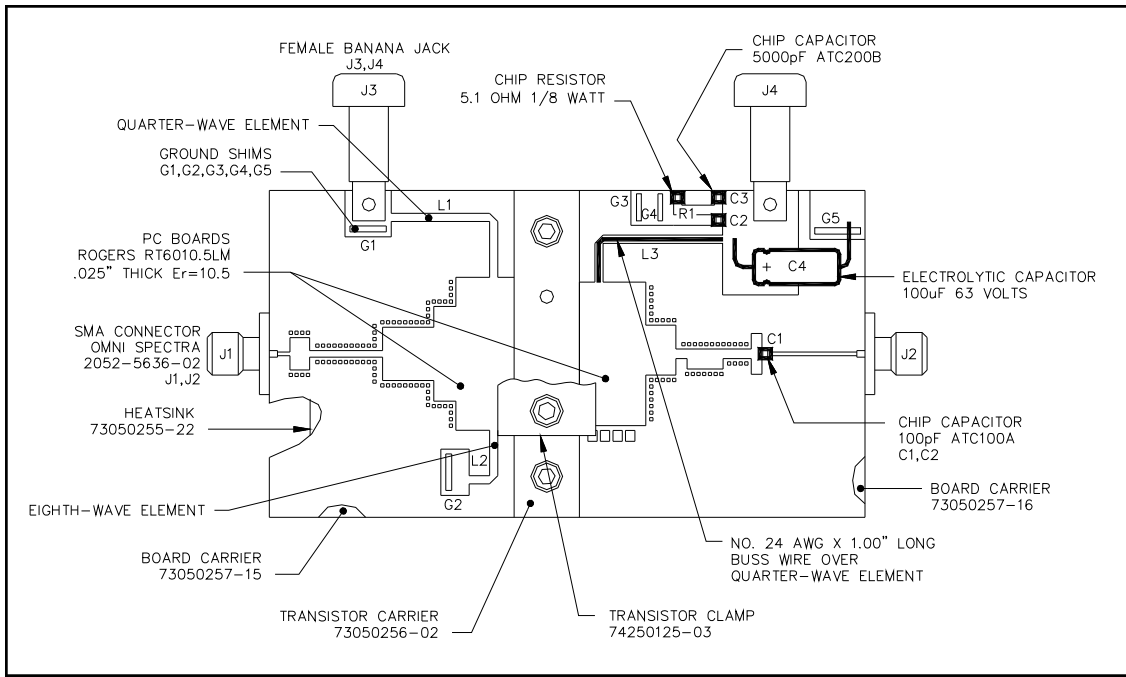 FEMALE BANANA JACK
J3,J4
J3
CHIP CAPACITOR
5000pF ATC200B
CHIP RESISTOR
5.1 OHM 1/8 WATT
J4
QUARTER-WAVE ELEMENT
GROUND SHIMS
G1,G2,G3,G4,G5
L1
G1
G3
G4
R1
C3
C2
G5
PC BOARDS
ROGERS RT6010.5LM
.025" THICK Er=10.5
L3
+
C4
ELECTROLYTIC CAPACITOR
100uF 63 VOLTS
SMA CONNECTOR
OMNI SPECTRA
2052-5636-02
J1,J2
J1
C1
J2
HEATSINK
73050255-22
CHIP CAPACITOR
100pF ATC100A
C1,C2
L2
G2
EIGHTH-WAVE ELEMENT
BOARD CARRIER
73050257-16
BOARD CARRIER
73050257-15
NO. 24 AWG X 1.00" LONG
BUSS WIRE OVER
QUARTER-WAVE ELEMENT
TRANSISTOR CARRIER
73050256-02
TRANSISTOR CLAMP
74250125-03